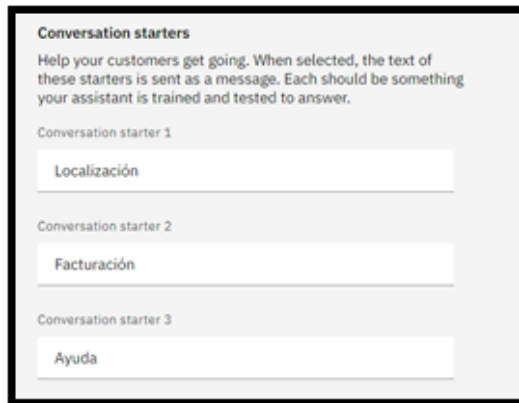 Conversation starters
Help your customers get going. When selected, the text of
these starters is sent as a message. Each should be something
your assistant is trained and tested to answer.
Conversation starter 1
Localización
Conversation starter 2
Facturación
Conversation starter 3
Ayuda